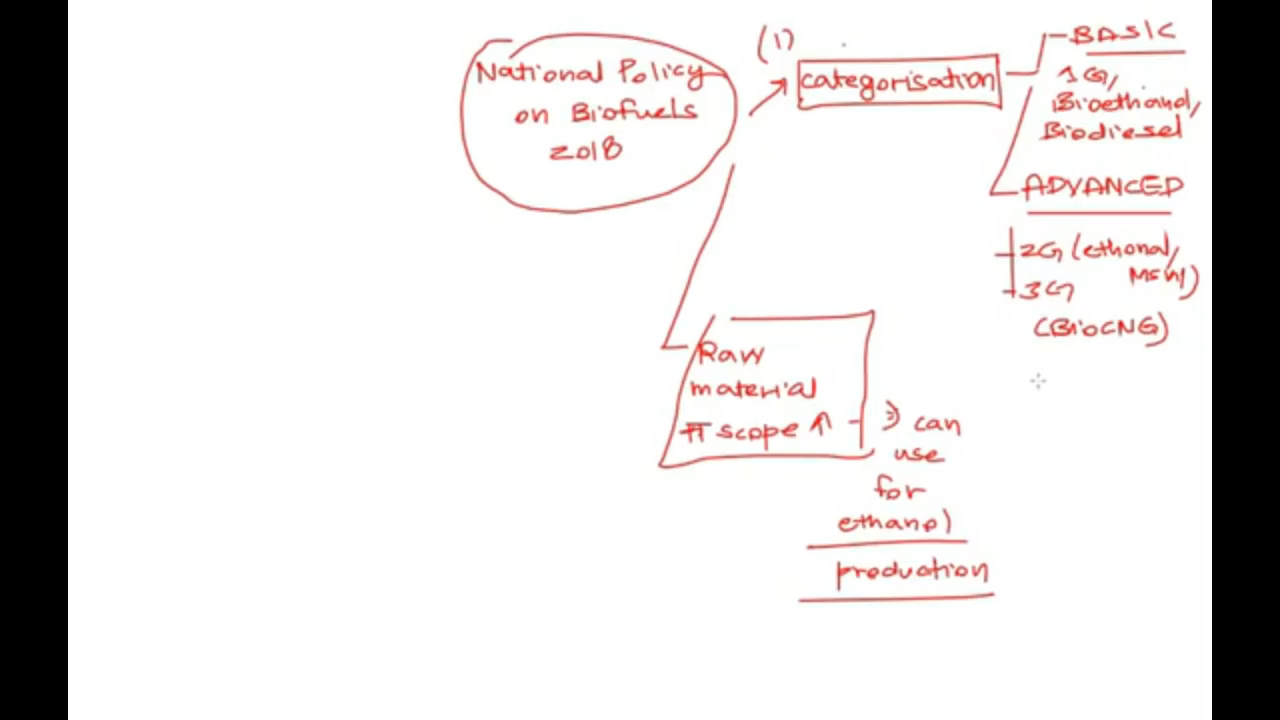 National Policy
on Biofuels
2018
(1)
categorisation
BASIC
1G,
Bioethanol,
Biodiesel
ADVANCED
2G (ethonal,
MSW)
3G
(BioCNG)
Raw
material
scope ↑
can
use
for
ethanol
production